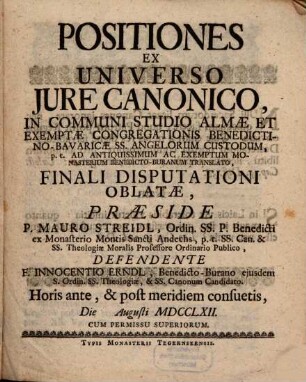 POSITIONES
EX
UNIVERSO
JURE CANONICO,
IN COMMUNI STUDIO ALMÆ ET
EXEMPTÆ CONGREGATIONIS BENEDICTI-
NO-BAVARICÆ SS. ANGELORUM CUSTODUM,
p. t. AD ANTIQUISSIMUM AC EXEMPTUM MO-
NASTERIUM BENEDICTO-BURANUM TRANSLATO,
FINALI DISPUTATIONI
OBLATÆ,
PRÆSIDE
P. MAURO STREIDL, Ordin. SS. P. Benedicti
ex Monasterio Montis Sancti Andechs, p. t. SS. Can. &
SS. Theologiæ Moralis Professore Ordinario Publico,
DEFENDENTE
F. INNOCENTIO ERNDL, Benedicto-Burano ejusdem
S. Ordin. SS. Theologiæ, & SS. Canonum Candidato.
Horis ante, & post meridiem consuetis,
Die Augusti MDCCLXII.
CUM PERMISSU SUPERIORUM.
TYPIS MONASTERII TEGERNSEENSIS.